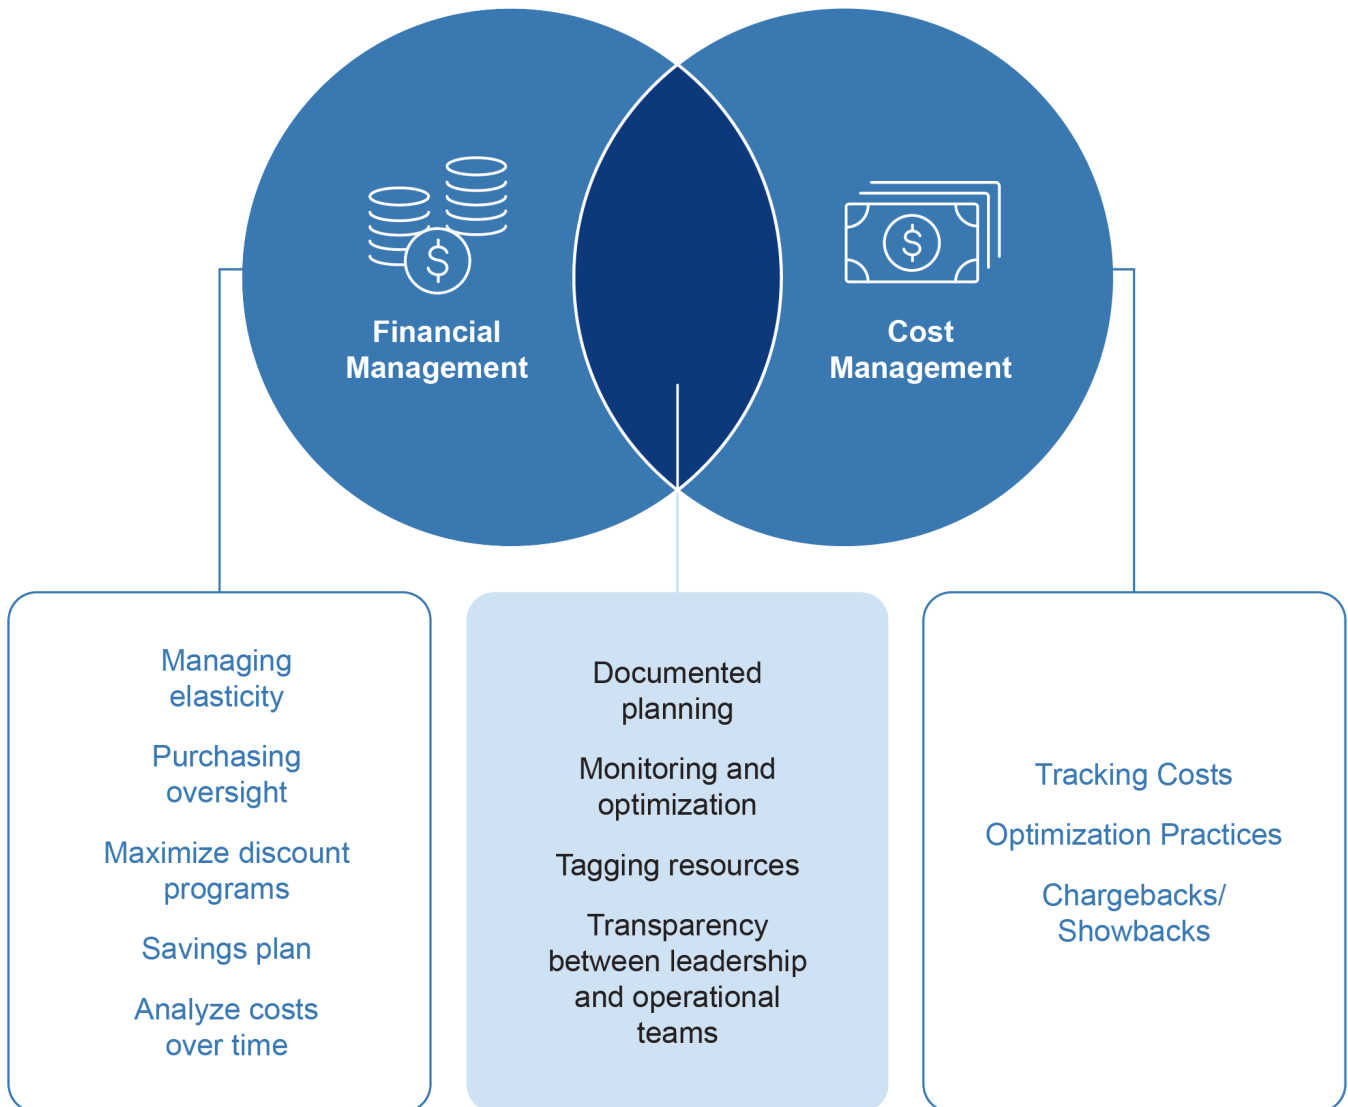 Financial
Management
Cost
Management
Managing
elasticity
Purchasing
oversight
Maximize discount
programs
Savings plan
Analyze costs
over time
Documented
planning
Monitoring and
optimization
Tagging resources
Transparency
between leadership
and operational
teams
Tracking Costs
Optimization Practices
Chargebacks/
Showbacks